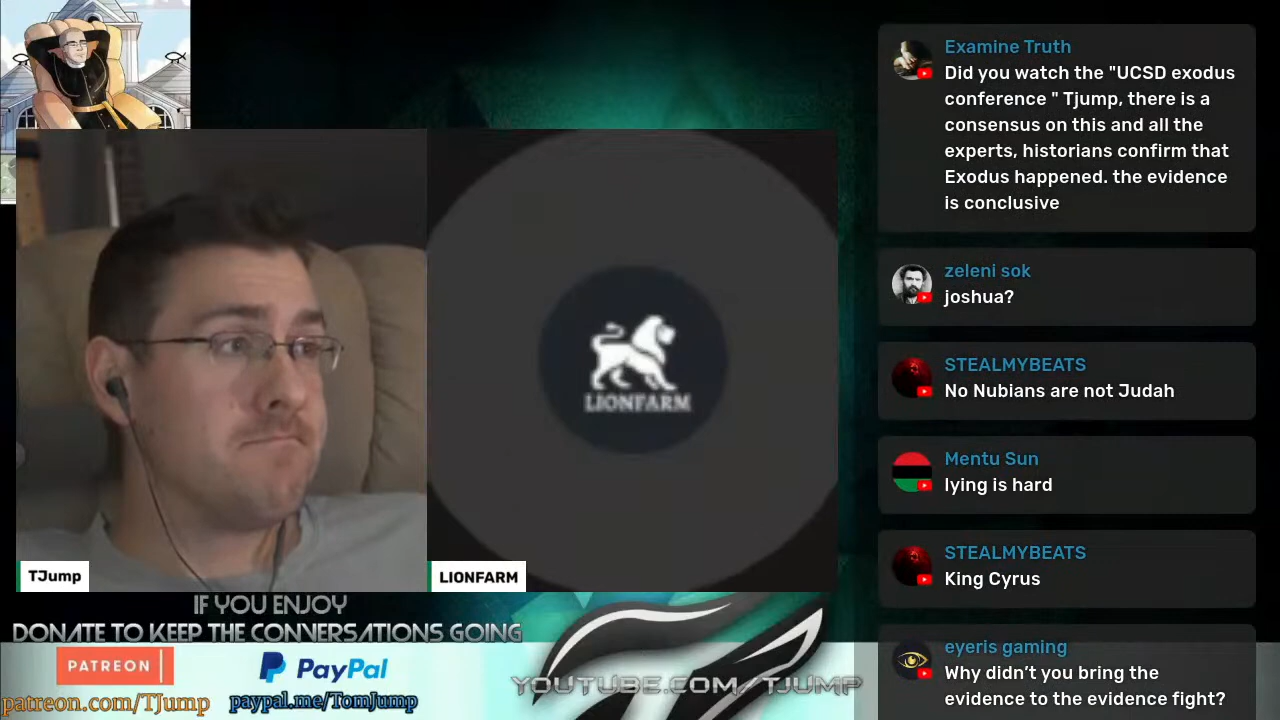 Examine Truth
Did you watch the "UCSD exodus
conference " Tjump, there is a
consensus on this and all the
experts, historians confirm that
Exodus happened. the evidence
is conclusive
zeleni sok
joshua?
STEALMYBEATS
No Nubians are not Judah
Mentu Sun
lying is hard
STEALMYBEATS
King Cyrus
eyeris gaming
Why didn't you bring the
evidence to the evidence fight?
LIONFARM
TJump
LIONFARM
IF YOU ENJOY
DONATE TO KEEP THE CONVERSATIONS GOING
PATREON
PayPal
patreon.com/TJump
paypal.me/TomJump
YOUTUBE.COM/TJUMP